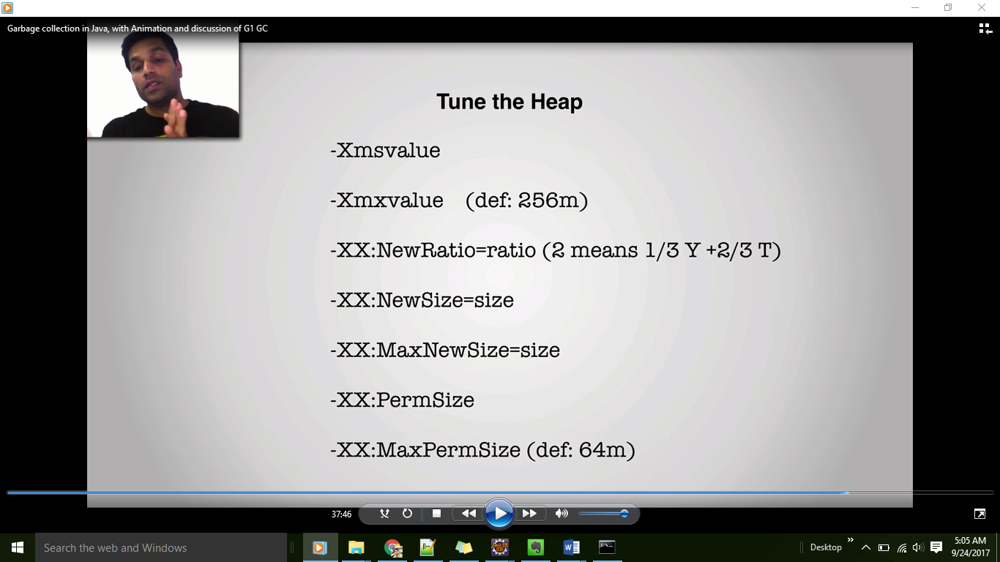 Garbage collection in Java, with Animation and discussion of G1 GC
Tune the Heap
-Xmsvalue
-Xmxvalue (def: 256m)
-XX:NewRatio=ratio (2 means 1/3 Y +2/3 T)
-XX:NewSize=size
-XX:MaxNewSize=size
-XX:PermSize
-XX:MaxPermSize (def: 64m)
37:46
Search the web and Windows
Desktop
5:05 AM
9/24/2017